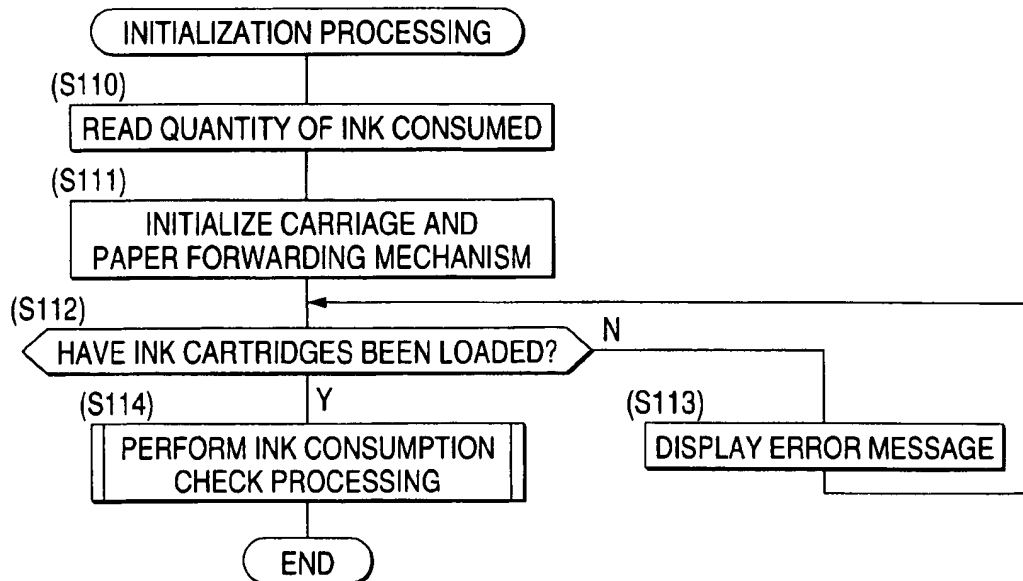 INITIALIZATION PROCESSING
(S110)
READ QUANTITY OF INK CONSUMED
(S111)
INITIALIZE CARRIAGE AND
PAPER FORWARDING MECHANISM
(S112)
HAVE INK CARTRIDGES BEEN LOADED?
N
Y
(S114)
PERFORM INK CONSUMPTION
CHECK PROCESSING
(S113)
DISPLAY ERROR MESSAGE
END